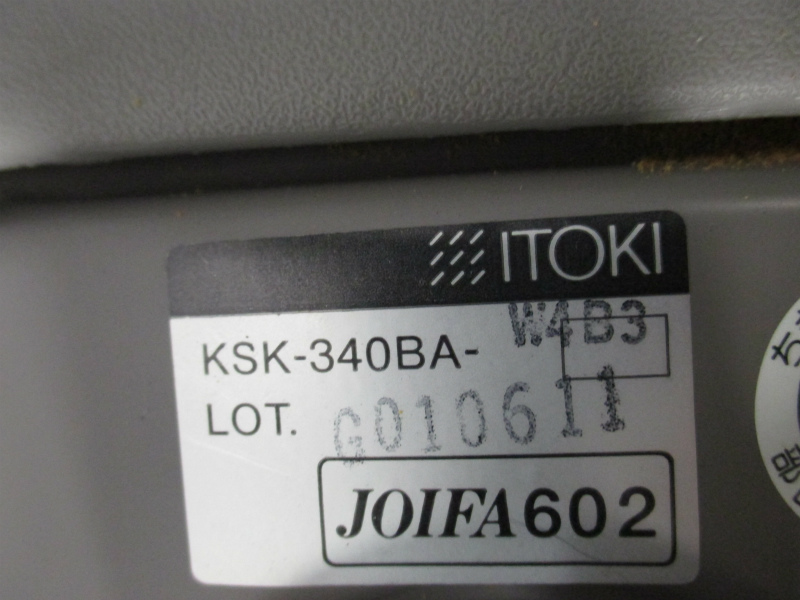 ITOKI
KSK-340BA- W4B3
LOT. G010611
JOIFA602